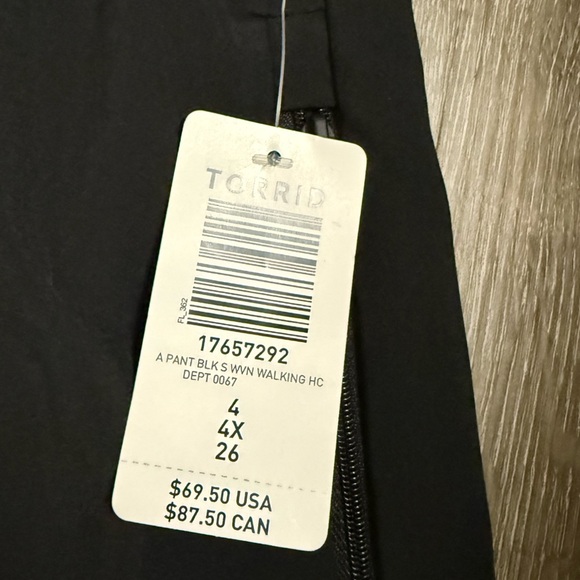 TORRID
FL_362
17657292
A PANT BLK S WVN WALKING HC
DEPT 0067
4
4X
26
$69.50 USA
$87.50 CAN